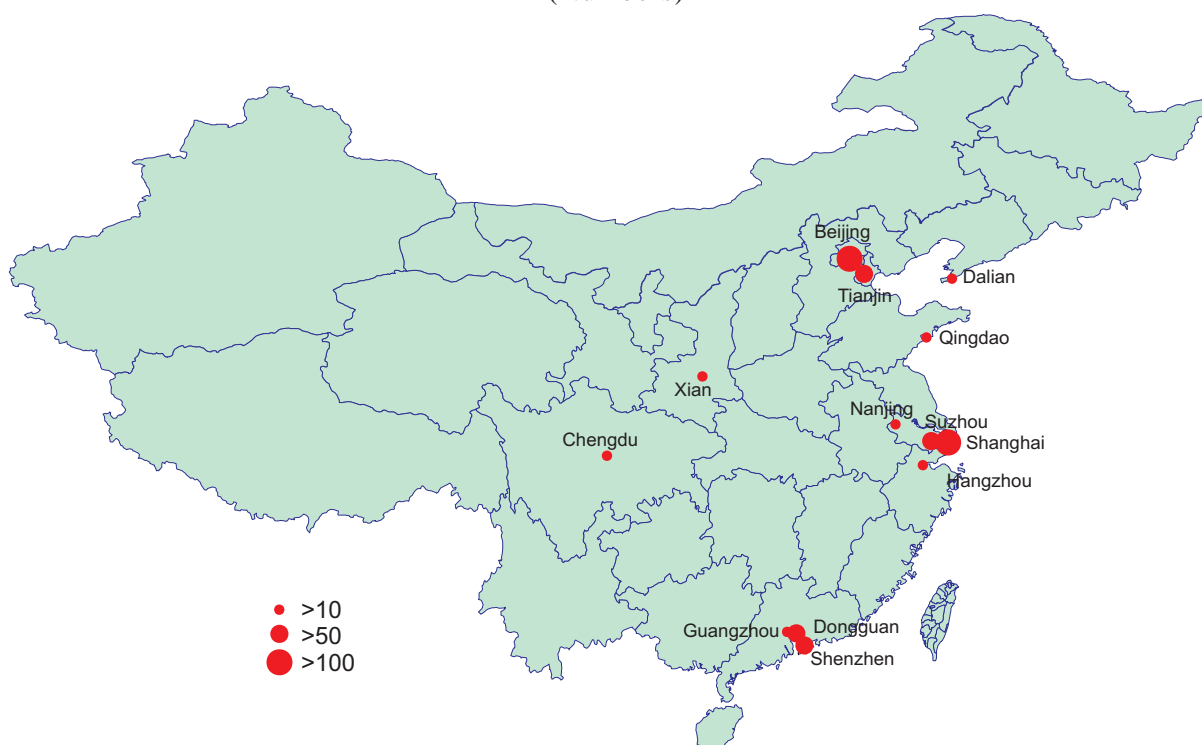 Beijing
Tianjin
Dalian
Qingdao
Xian
Nanjing
Suzhou
Shanghai
Chengdu
Hangzhou
>10
>50
>100
Guangzhou
Dongguan
Shenzhen